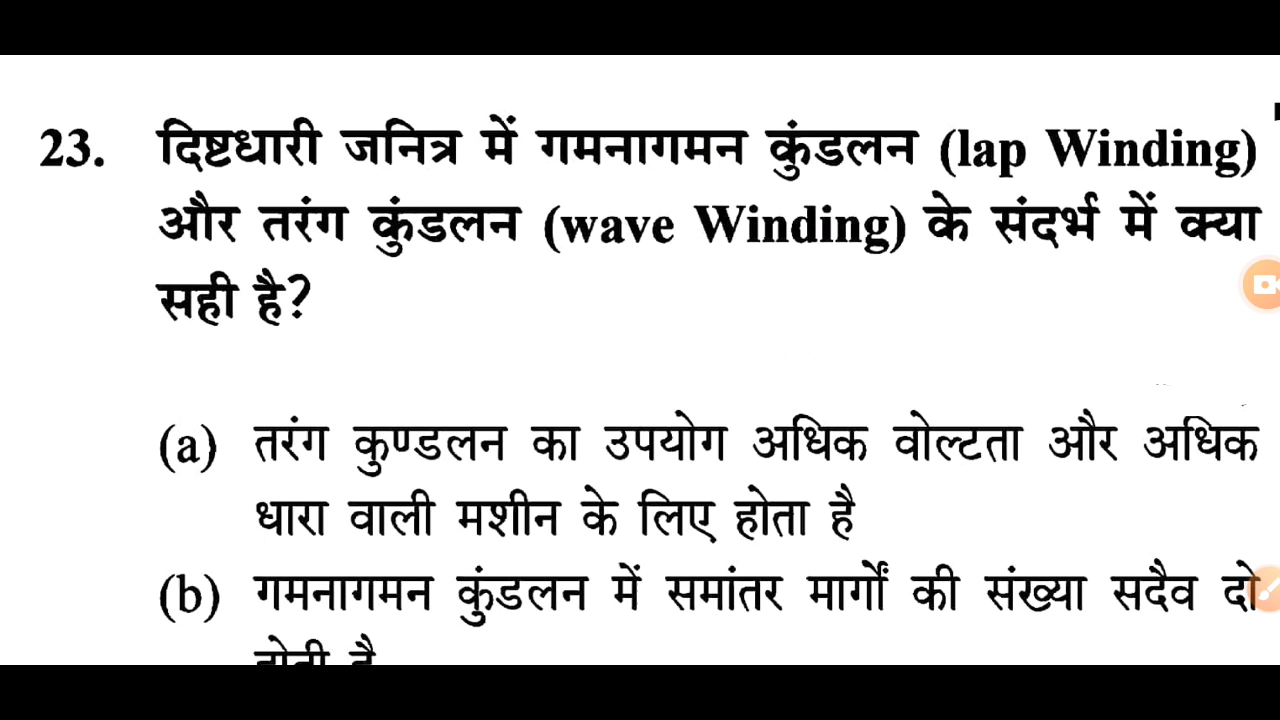 23. दिष्टधारी जनित्र में गमनागमन कुंडलन (lap Winding)
और तरंग कुंडलन (wave Winding) के संदर्भ में क्या
सही है?
(a) तरंग कुण्डलन का उपयोग अधिक वोल्टता और अधिक
धारा वाली मशीन के लिए होता है
(b) गमनागमन कुंडलन में समांतर मार्गों की संख्या सदैव दो
होती है